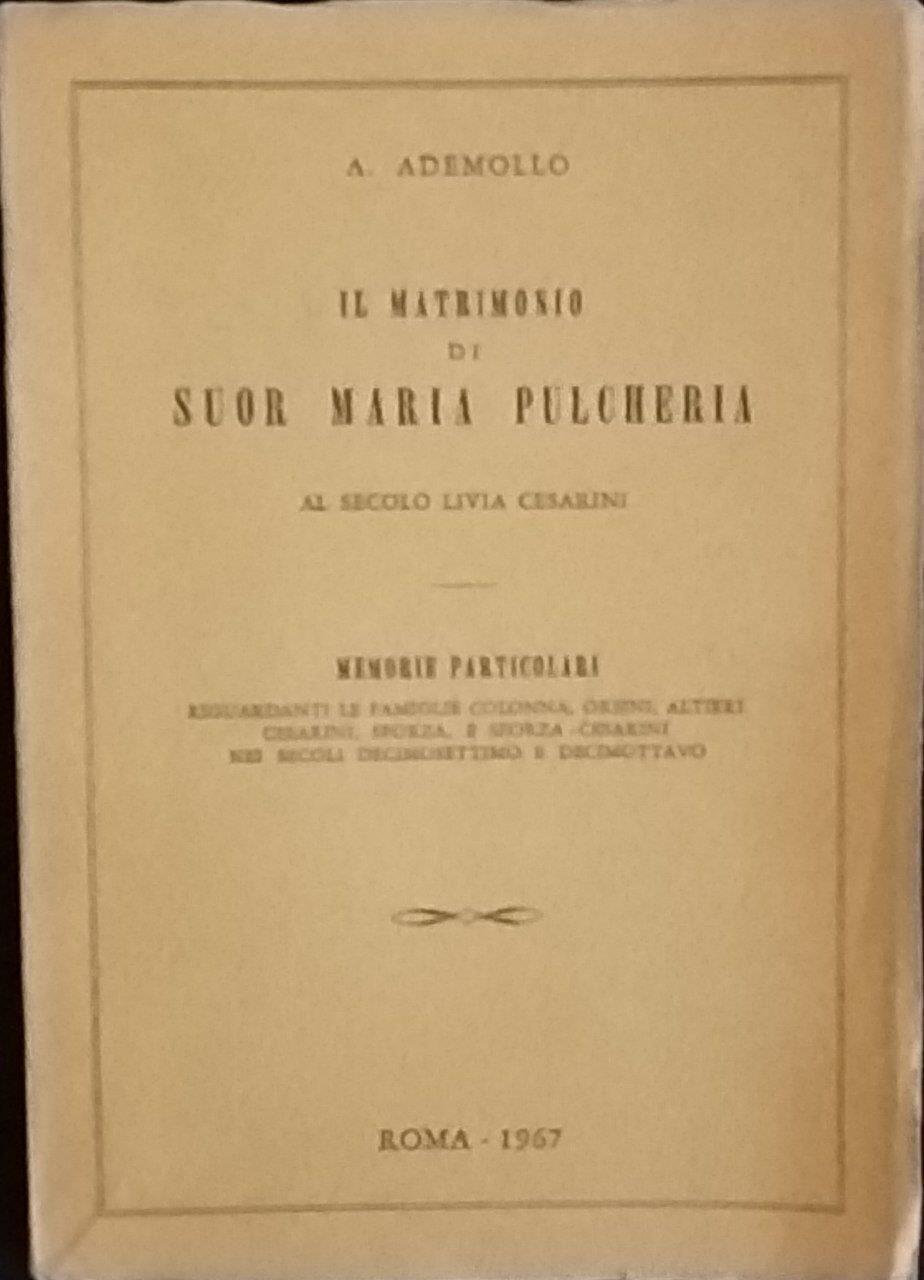 A. ADEMOLLO
IL MATRIMONIO
DI
SUOR MARIA PULCHERIA
AL SECOLO LIVIA CESARINI
MEMORIE PARTICOLARI
RIGUARDANTI LE FAMIGLIE COLONNA, ORSINI, ALTIERI
CESARINI, SFORZA, E SFORZA-CESARINI
NEI SECOLI DECIMOSETTIMO E DECIMOTTAVO
ROMA - 1967